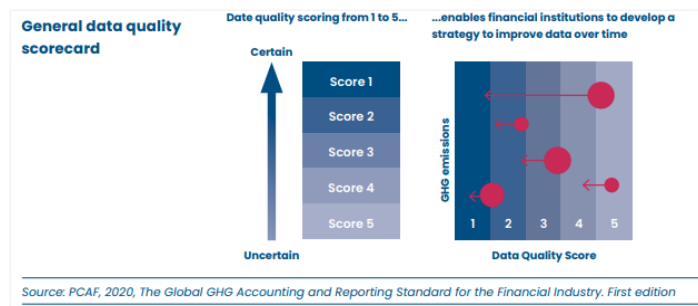 General data quality
scorecard
Date quality scoring from 1 to 5...
...enables financial institutions to develop a
strategy to improve data over time
Certain
Score 1
Score 2
Score 3
Score 4
Score 5
Uncertain
GHG emissions
1 2 3 4 5
Data Quality Score
Source: PCAF, 2020, The Global GHG Accounting and Reporting Standard for the Financial Industry. First edition